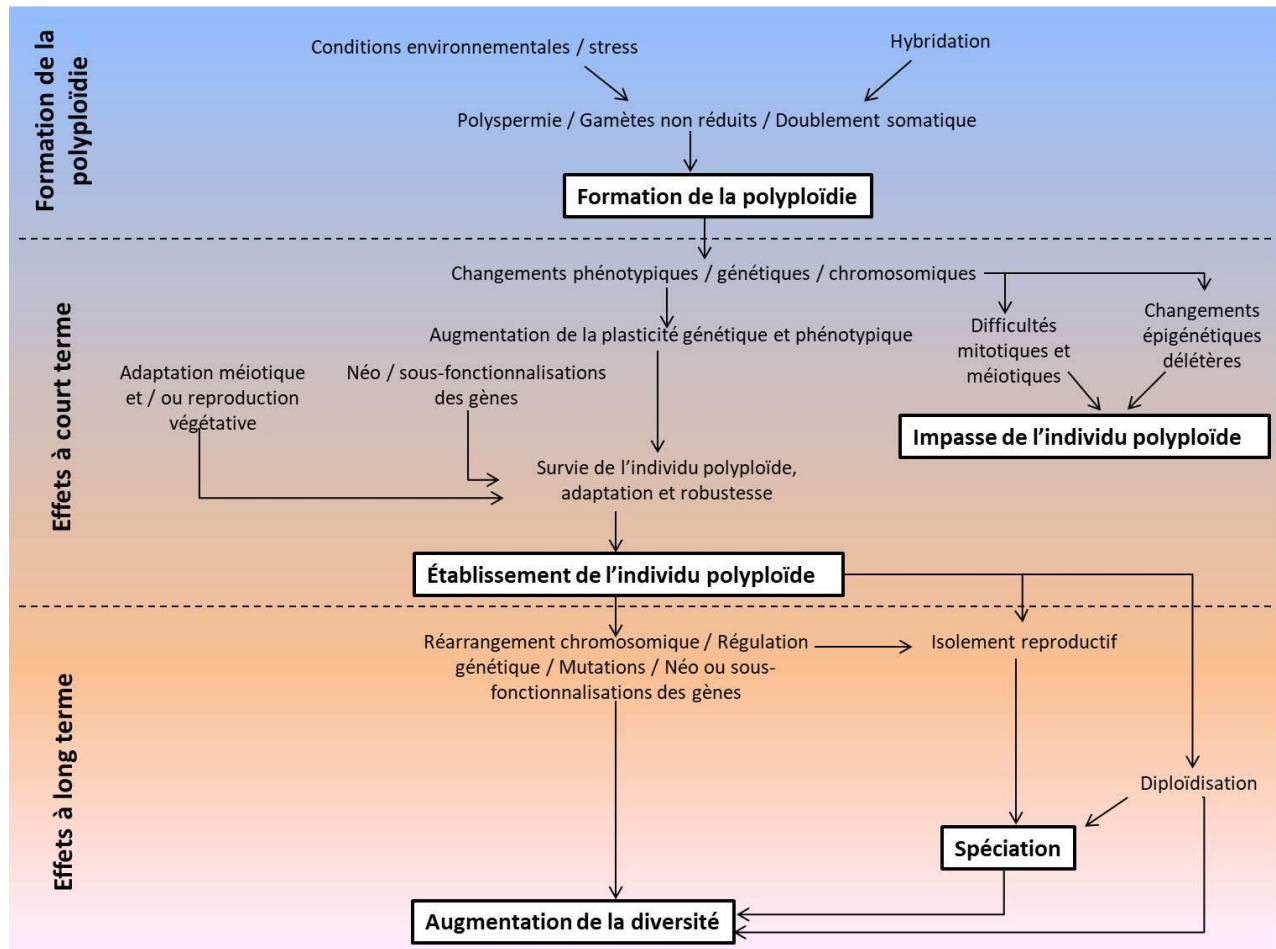 Formation de la
polyploïdie
Conditions environnementales / stress
Hybridation
Polyspermie / Gamètes non réduits / Doublement somatique
Formation de la polyploïdie
Effets à court terme
Changements phénotypiques / génétiques / chromosomiques
Augmentation de la plasticité génétique et phénotypique
Difficultés
mitotiques et
méiotiques
Changements
épigénétiques
délétères
Adaptation méiotique
et / ou reproduction
végétative
Néo / sous-fonctionnalisations
des gènes
Impasse de l’individu polyploïde
Survie de l’individu polyploïde,
adaptation et robustesse
Établissement de l’individu polyploïde
Effets à long terme
Réarrangement chromosomique / Régulation
génétique / Mutations / Néo ou sous-
fonctionnalisations des gènes
Isolement reproductif
Diploïdisation
Spéciation
Augmentation de la diversité